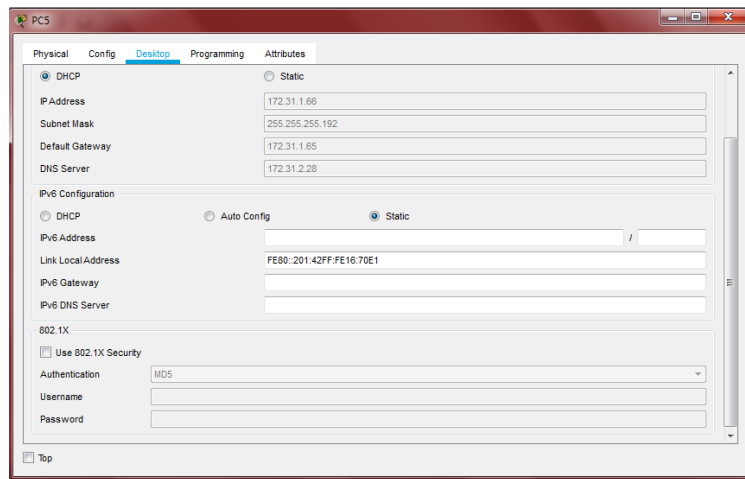 PC5
Physical Config Desktop Programming Attributes
DHCP Static
IP Address 172.31.1.66
Subnet Mask 255.255.255.192
Default Gateway 172.31.1.65
DNS Server 172.31.2.28
IPv6 Configuration
DHCP Auto Config Static
IPv6 Address /
Link Local Address FE80::201:42FF:FE16:70E1
IPv6 Gateway
IPv6 DNS Server
802.1X
Use 802.1X Security
Authentication MD5
Username
Password
Top